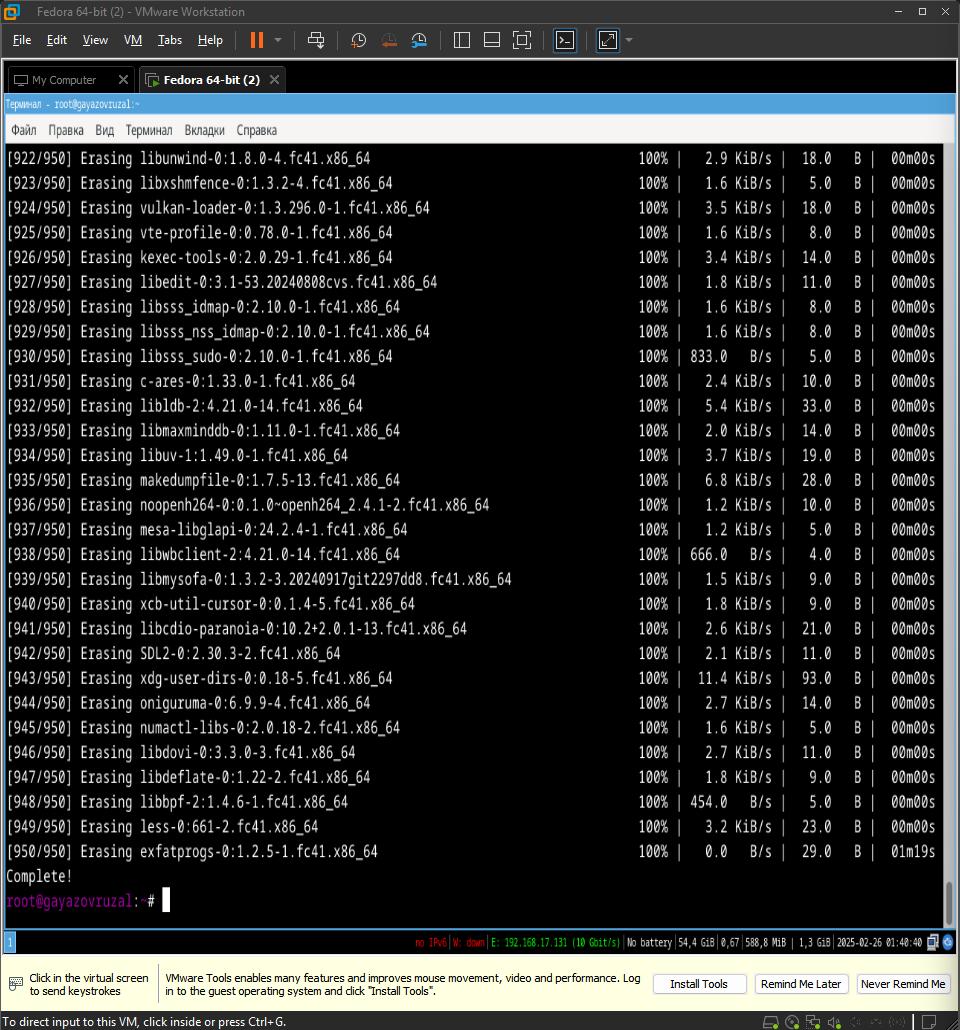 Fedora 64-bit (2) - VMware Workstation
File Edit View VM Tabs Help
My Computer Fedora 64-bit (2)
Терминал - root@gayazovruzal:~
Файл Правка Вид Терминал Вкладки Справка
[922/950] Erasing libunwind-0:1.8.0-4.fc41.x86_64 100% | 2.9 KiB/s | 18.0 B | 00m00s
[923/950] Erasing libxshmfence-0:1.3.2-4.fc41.x86_64 100% | 1.6 KiB/s | 5.0 B | 00m00s
[924/950] Erasing vulkan-loader-0:1.3.296.0-1.fc41.x86_64 100% | 3.5 KiB/s | 18.0 B | 00m00s
[925/950] Erasing vte-profile-0:0.78.0-1.fc41.x86_64 100% | 1.6 KiB/s | 8.0 B | 00m00s
[926/950] Erasing kexec-tools-0:2.0.29-1.fc41.x86_64 100% | 3.4 KiB/s | 14.0 B | 00m00s
[927/950] Erasing libedit-0:3.1-53.20240808cvs.fc41.x86_64 100% | 1.8 KiB/s | 11.0 B | 00m00s
[928/950] Erasing libsss_idmap-0:2.10.0-1.fc41.x86_64 100% | 1.6 KiB/s | 8.0 B | 00m00s
[929/950] Erasing libsss_nss_idmap-0:2.10.0-1.fc41.x86_64 100% | 1.6 KiB/s | 8.0 B | 00m00s
[930/950] Erasing libsss_sudo-0:2.10.0-1.fc41.x86_64 100% | 833.0 B/s | 5.0 B | 00m00s
[931/950] Erasing c-ares-0:1.33.0-1.fc41.x86_64 100% | 2.4 KiB/s | 10.0 B | 00m00s
[932/950] Erasing libldb-2:4.21.0-14.fc41.x86_64 100% | 5.4 KiB/s | 33.0 B | 00m00s
[933/950] Erasing libmaxminddb-0:1.11.0-1.fc41.x86_64 100% | 2.0 KiB/s | 14.0 B | 00m00s
[934/950] Erasing libuv-1:1.49.0-1.fc41.x86_64 100% | 3.7 KiB/s | 19.0 B | 00m00s
[935/950] Erasing makedumpfile-0:1.7.5-13.fc41.x86_64 100% | 6.8 KiB/s | 28.0 B | 00m00s
[936/950] Erasing noopenh264-0:0.1.0~openh264_2.4.1-2.fc41.x86_64 100% | 1.2 KiB/s | 10.0 B | 00m00s
[937/950] Erasing mesa-libglapi-0:24.2.4-1.fc41.x86_64 100% | 1.2 KiB/s | 5.0 B | 00m00s
[938/950] Erasing libwbclient-2:4.21.0-14.fc41.x86_64 100% | 666.0 B/s | 4.0 B | 00m00s
[939/950] Erasing libmysofa-0:1.3.2-3.20240917git2297dd8.fc41.x86_64 100% | 1.5 KiB/s | 9.0 B | 00m00s
[940/950] Erasing xcb-util-cursor-0:0.1.4-5.fc41.x86_64 100% | 1.8 KiB/s | 9.0 B | 00m00s
[941/950] Erasing libcdio-paranoia-0:10.2+2.0.1-13.fc41.x86_64 100% | 2.6 KiB/s | 21.0 B | 00m00s
[942/950] Erasing SDL2-0:2.30.3-2.fc41.x86_64 100% | 2.1 KiB/s | 11.0 B | 00m00s
[943/950] Erasing xdg-user-dirs-0:0.18-5.fc41.x86_64 100% | 11.4 KiB/s | 93.0 B | 00m00s
[944/950] Erasing oniguruma-0:6.9.9-4.fc41.x86_64 100% | 2.7 KiB/s | 14.0 B | 00m00s
[945/950] Erasing numactl-libs-0:2.0.18-2.fc41.x86_64 100% | 1.6 KiB/s | 5.0 B | 00m00s
[946/950] Erasing libdovi-0:3.3.0-3.fc41.x86_64 100% | 2.7 KiB/s | 11.0 B | 00m00s
[947/950] Erasing libdeflate-0:1.22-2.fc41.x86_64 100% | 1.8 KiB/s | 9.0 B | 00m00s
[948/950] Erasing libbpf-2:1.4.6-1.fc41.x86_64 100% | 454.0 B/s | 5.0 B | 00m00s
[949/950] Erasing less-0:661-2.fc41.x86_64 100% | 3.2 KiB/s | 23.0 B | 00m00s
[950/950] Erasing exfatprogs-0:1.2.5-1.fc41.x86_64 100% | 0.0 B/s | 29.0 B | 01m19s
Complete!
root@gayazovruzal:~#
1 no IPv6|W: down|E: 192.168.17.131 (10 Gbit/s)|No battery|54,4 GiB|0,67|588,8 MiB | 1,3 GiB|2025-02-26 01:40:40
Click in the virtual screen
to send keystrokes
VMware Tools enables many features and improves mouse movement, video and performance. Log
in to the guest operating system and click "Install Tools".
Install Tools Remind Me Later Never Remind Me
To direct input to this VM, click inside or press Ctrl+G.